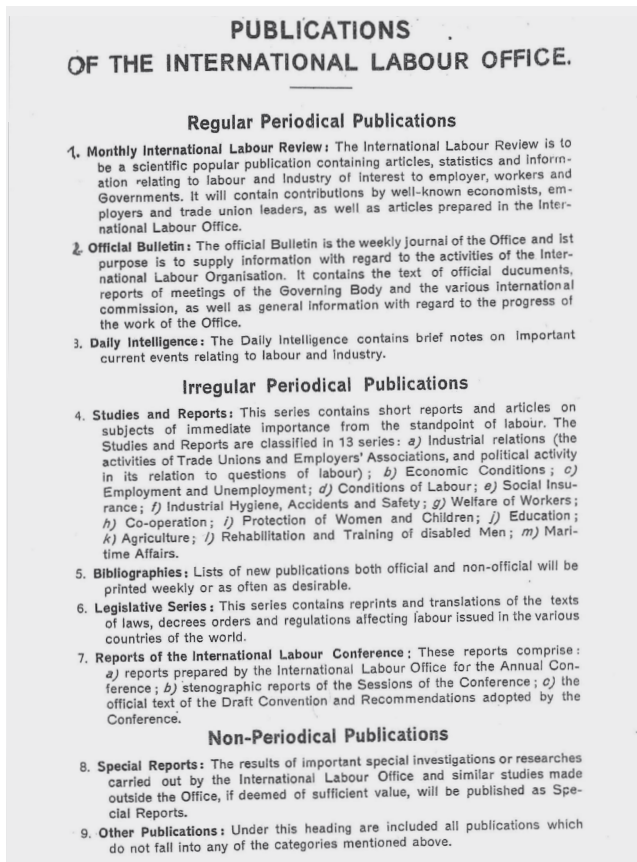 PUBLICATIONS
OF THE INTERNATIONAL LABOUR OFFICE.
Regular Periodical Publications
1. Monthly International Labour Review: The International Labour Review is to
be a scientific popular publication containing articles, statistics and inform-
ation relating to labour and industry of interest to employer, workers and
Governments. It will contain contributions by well-known economists, em-
ployers and trade union leaders, as well as articles prepared in the Inter-
national Labour Office.
2. Official Bulletin: The official Bulletin is the weekly journal of the Office and ist
purpose is to supply information with regard to the activities of the Inter-
national Labour Organisation. It contains the text of official ducuments,
reports of meetings of the Governing Body and the various international
commission, as well as general information with regard to the progress of
the work of the Office.
3. Daily Intelligence: The Daily Intelligence contains brief notes on important
current events relating to labour and industry.
Irregular Periodical Publications
4. Studies and Reports: This series contains short reports and articles on
subjects of immediate importance from the standpoint of labour. The
Studies and Reports are classified in 13 series: a) Industrial relations (the
activities of Trade Unions and Employers' Associations, and political activity
in its relation to questions of labour); b) Economic Conditions; c)
Employment and Unemployment; d) Conditions of Labour; e) Social Insu-
rance; f) Industrial Hygiene, Accidents and Safety; g) Welfare of Workers;
h) Co-operation; i) Protection of Women and Children; j) Education;
k) Agriculture; l) Rehabilitation and Training of disabled Men; m) Mari-
time Affairs.
5. Bibliographies: Lists of new publications both official and non-official will be
printed weekly or as often as desirable.
6. Legislative Series: This series contains reprints and translations of the texts
of laws, decrees orders and regulations affecting labour issued in the various
countries of the world.
7. Reports of the International Labour Conference: These reports comprise:
a) reports prepared by the International Labour Office for the Annual Con-
ference; b) stenographic reports of the Sessions of the Conference; c) the
official text of the Draft Convention and Recommendations adopted by the
Conference.
Non-Periodical Publications
8. Special Reports: The results of important special investigations or researches
carried out by the International Labour Office and similar studies made
outside the Office, if deemed of sufficient value, will be published as Spe-
cial Reports.
9. Other Publications: Under this heading are included all publications which
do not fall into any of the categories mentioned above.